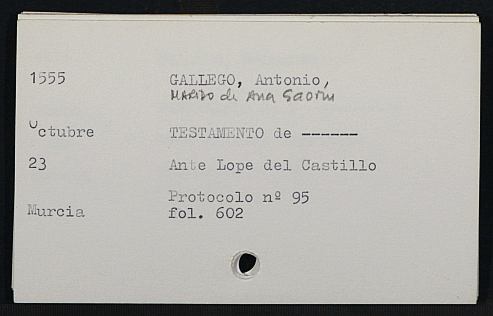 1555 GALLEGO, Antonio,
MARIDO de Ana Saorin
Octubre TESTAMENTO de ------
23 Ante Lope del Castillo
Protocolo nº 95
Murcia fol. 602